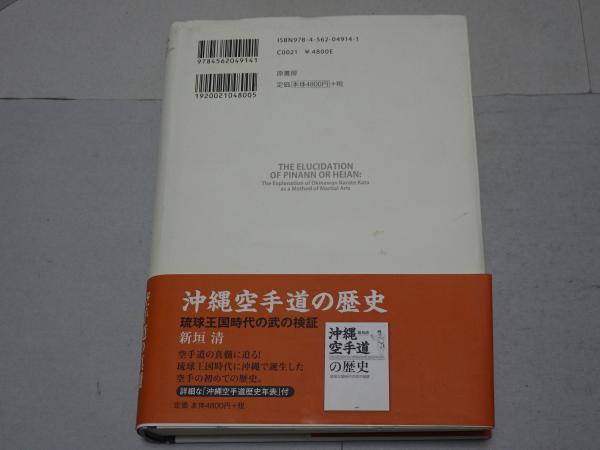 9784562049141
ISBN978-4-562-04914-1
C0021 ¥4800E
1920021048005
原書房
定価 本体4800円 +税
THE ELUCIDATION
OF PINANN OR HEIAN:
The Explanation of Okinawan Karate Kata
as a Method of Martial Arts
沖縄空手道の歴史
琉球王国時代の武の検証
新垣 清
空手道の真髄に迫る!
琉球王国時代に沖縄で誕生した
空手の初めての歴史。
詳細な「沖縄空手道歴史年表」付
定価・本体4800円+税
沖縄
空手道
の歴史